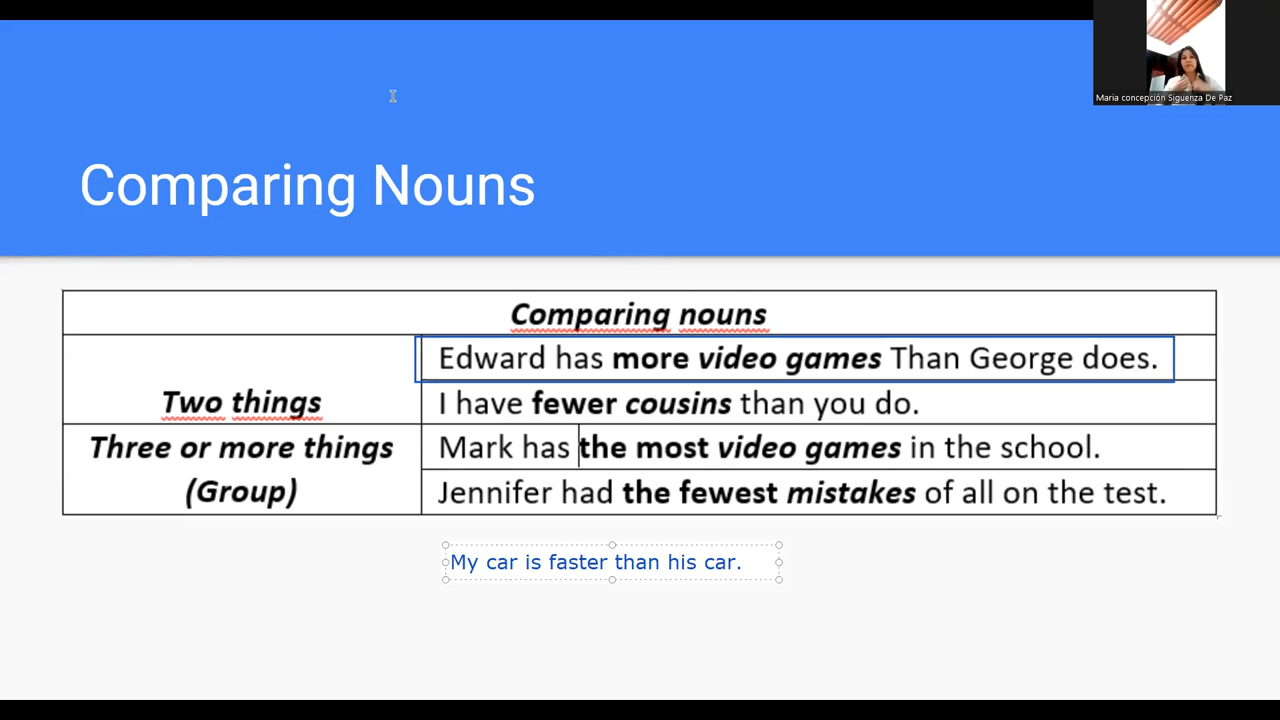 Maria concepción Siguenza De Paz
Comparing Nouns
Comparing nouns
Two things
Edward has more video games Than George does.
I have fewer cousins than you do.
Three or more things
(Group)
Mark has the most video games in the school.
Jennifer had the fewest mistakes of all on the test.
My car is faster than his car.